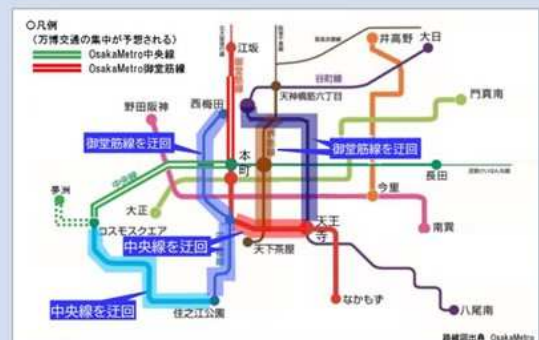 〇凡例
(万博交通の集中が予想される)
OsakaMetro中央線
OsakaMetro御堂筋線
江坂
御堂筋線
井高野
大日
谷町線
天神橋筋六丁目
西梅田
野田阪神
門真南
御堂筋線を迂回
御堂筋線を迂回
本町
中央線
長田
夢洲
大正
今里
コスモスクエア
天王寺
南巽
中央線を迂回
天下茶屋
中央線を迂回
住之江公園
なかもず
八尾南
路線図出典 OsakaMetro